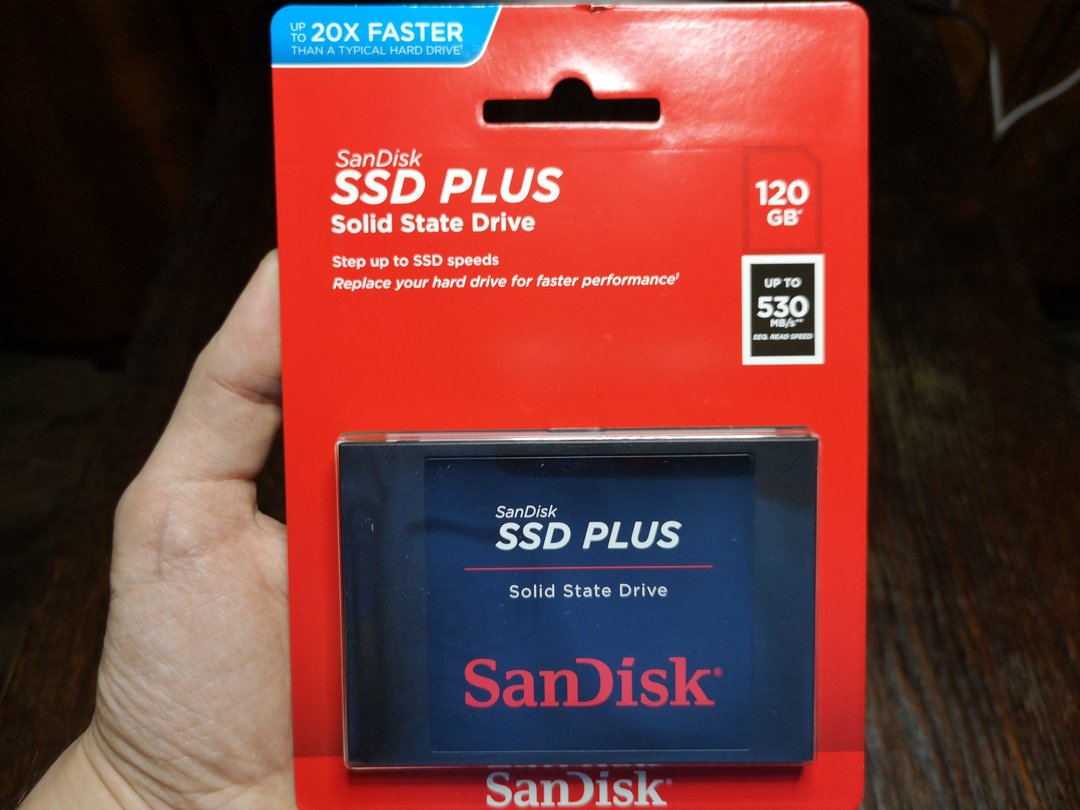 UP TO 20X FASTER
THAN A TYPICAL HARD DRIVE†
SanDisk
SSD PLUS
Solid State Drive
Step up to SSD speeds
Replace your hard drive for faster performance†
120
GB*
UP TO
530
MB/s**
SEQ. READ SPEED
SanDisk
SSD PLUS
Solid State Drive
SanDisk®
SanDisk®